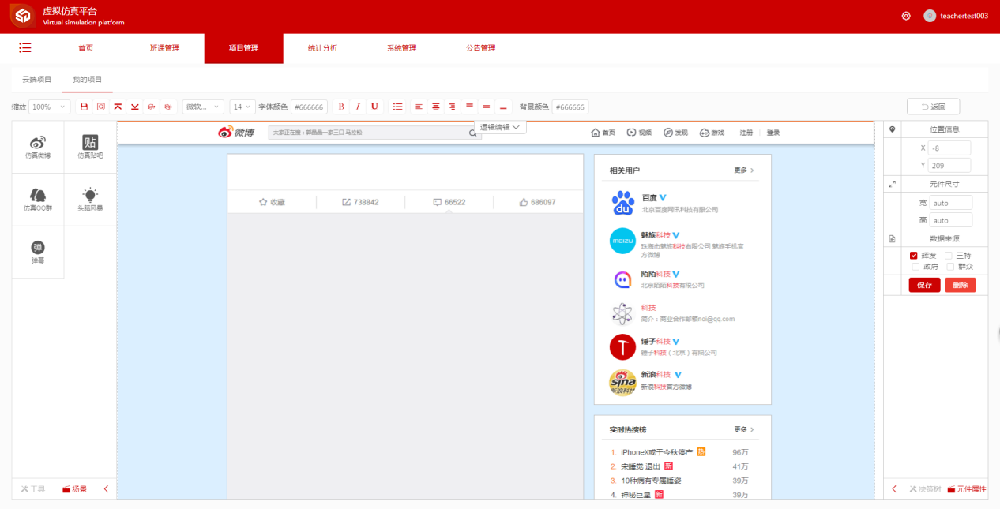 虚拟仿真平台
Virtual simulation platform
teachertest003
首页 班课管理 项目管理 统计分析 系统管理 公告管理
云端项目 我的项目
缩放 100% 微软... 14 字体颜色 #666666 B I U 背景颜色 #666666 返回
逻辑编辑
仿真微博
贴
仿真贴吧
仿真QQ群
头脑风暴
弹
弹幕
工具 场景
微博 大家正在搜：郭晶晶一家三口 马拉松 首页 视频 发现 游戏 注册 登录
收藏 738842 66522 686097
相关用户 更多
du
百度 V
北京百度网讯科技有限公司
MEIZU
魅族科技 V
珠海市魅族科技有限公司 魅族手机官
方微博
陌陌科技 V
北京陌陌科技有限公司
科技
简介：商业合作邮箱noi@qq.com
T
锤子科技 V
锤子科技（北京）有限公司
sina
新浪科技
新浪科技 V
新浪科技官方微博
实时热搜榜 更多
1. iPhoneX或于今秋停产 热 96万
2. 宋睡觉 退出 新 41万
3. 10种病有专属睡姿 39万
4. 神秘巨星 新 39万
位置信息
X -8
Y 209
元件尺寸
宽 auto
高 auto
数据来源
辉发 三特
政府 群众
保存 删除
决策树 元件属性